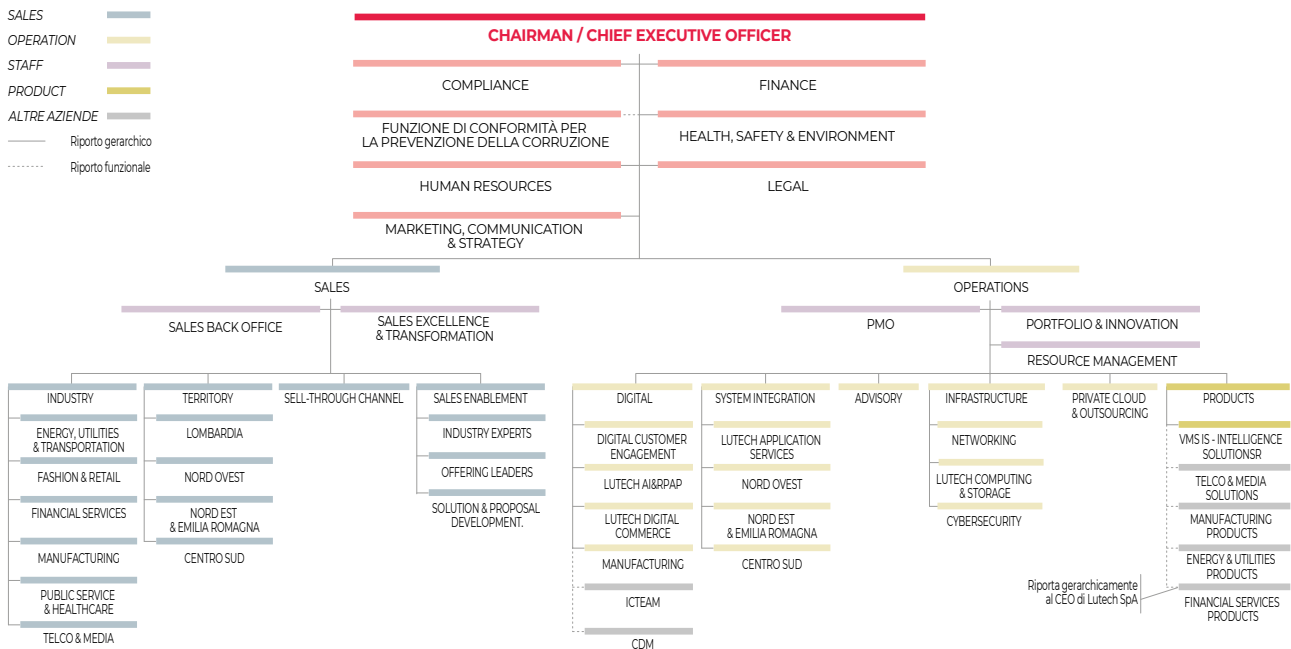 SALES
OPERATION
STAFF
PRODUCT
ALTRE AZIENDE
Riporto gerarchico
Riporto funzionale
CHAIRMAN / CHIEF EXECUTIVE OFFICER
COMPLIANCE
FINANCE
FUNZIONE DI CONFORMITÀ PER
LA PREVENZIONE DELLA CORRUZIONE
HEALTH, SAFETY & ENVIRONMENT
HUMAN RESOURCES
LEGAL
MARKETING, COMMUNICATION
& STRATEGY
SALES
SALES BACK OFFICE
SALES EXCELLENCE
& TRANSFORMATION
OPERATIONS
PMO
PORTFOLIO & INNOVATION
RESOURCE MANAGEMENT
INDUSTRY
ENERGY, UTILITIES
& TRANSPORTATION
FASHION & RETAIL
FINANCIAL SERVICES
MANUFACTURING
PUBLIC SERVICE
& HEALTHCARE
TELCO & MEDIA
TERRITORY
LOMBARDIA
NORD OVEST
NORD EST
& EMILIA ROMAGNA
CENTRO SUD
SELL-THROUGH CHANNEL
SALES ENABLEMENT
INDUSTRY EXPERTS
OFFERING LEADERS
SOLUTION & PROPOSAL
DEVELOPMENT.
DIGITAL
DIGITAL CUSTOMER
ENGAGEMENT
LUTECH AI&RPAP
LUTECH DIGITAL
COMMERCE
MANUFACTURING
ICTEAM
CDM
SYSTEM INTEGRATION
LUTECH APPLICATION
SERVICES
NORD OVEST
NORD EST
& EMILIA ROMAGNA
CENTRO SUD
ADVISORY
INFRASTRUCTURE
NETWORKING
LUTECH COMPUTING
& STORAGE
CYBERSECURITY
PRIVATE CLOUD
& OUTSOURCING
PRODUCTS
VMS IS - INTELLIGENCE
SOLUTIONSR
TELCO & MEDIA
SOLUTIONS
MANUFACTURING
PRODUCTS
ENERGY & UTILITIES
PRODUCTS
FINANCIAL SERVICES
PRODUCTS
Riporta gerarchicamente
al CEO di Lutech SpA